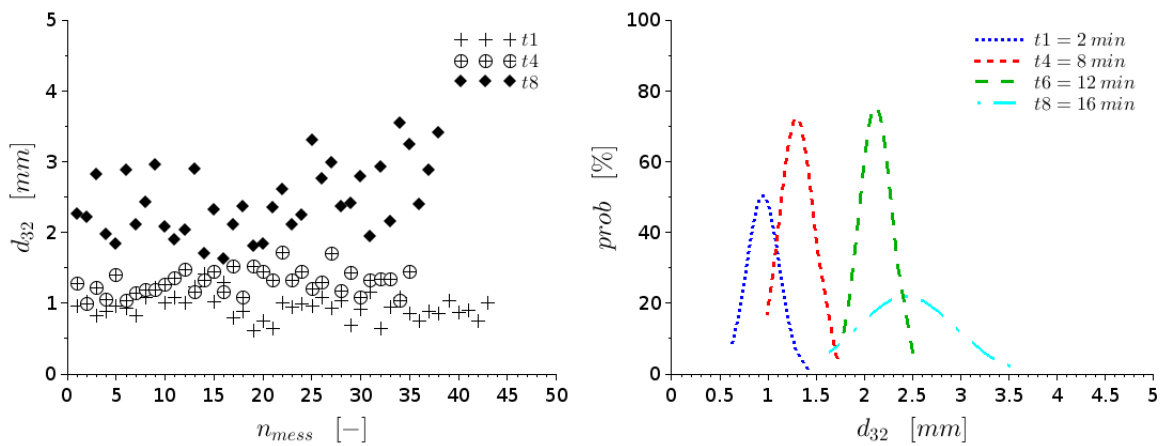 5
4
3
2
1
0
0 5 10 15 20 25 30 35 40 45 50
d32 [mm]
n_mess [−]
t1
t4
t8
100
80
60
40
20
0
0 0.5 1 1.5 2 2.5 3 3.5 4 4.5 5
prob [%]
d32 [mm]
t1 = 2 min
t4 = 8 min
t6 = 12 min
t8 = 16 min